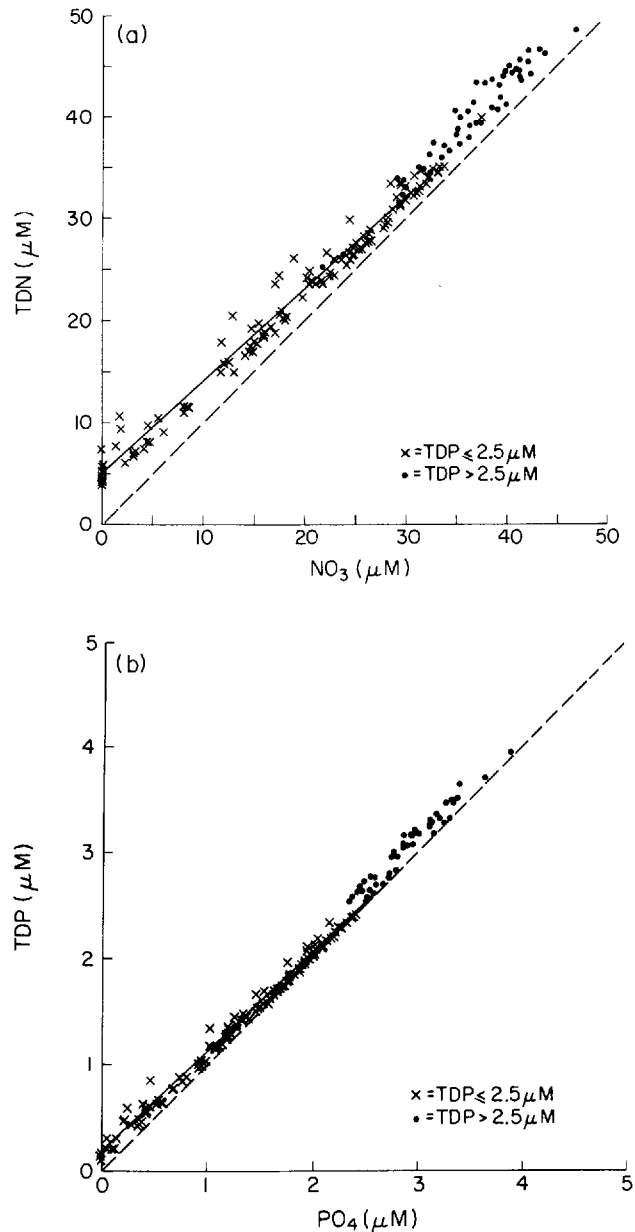 (a)
50
40
30
20
10
0
TDN (μM)
0 10 20 30 40 50
NO3 (μM)
×=TDP⩽2.5μM
•=TDP>2.5μM
(b)
5
4
3
2
1
0
TDP (μM)
0 1 2 3 4 5
PO4 (μM)
×=TDP⩽2.5μM
•=TDP>2.5μM